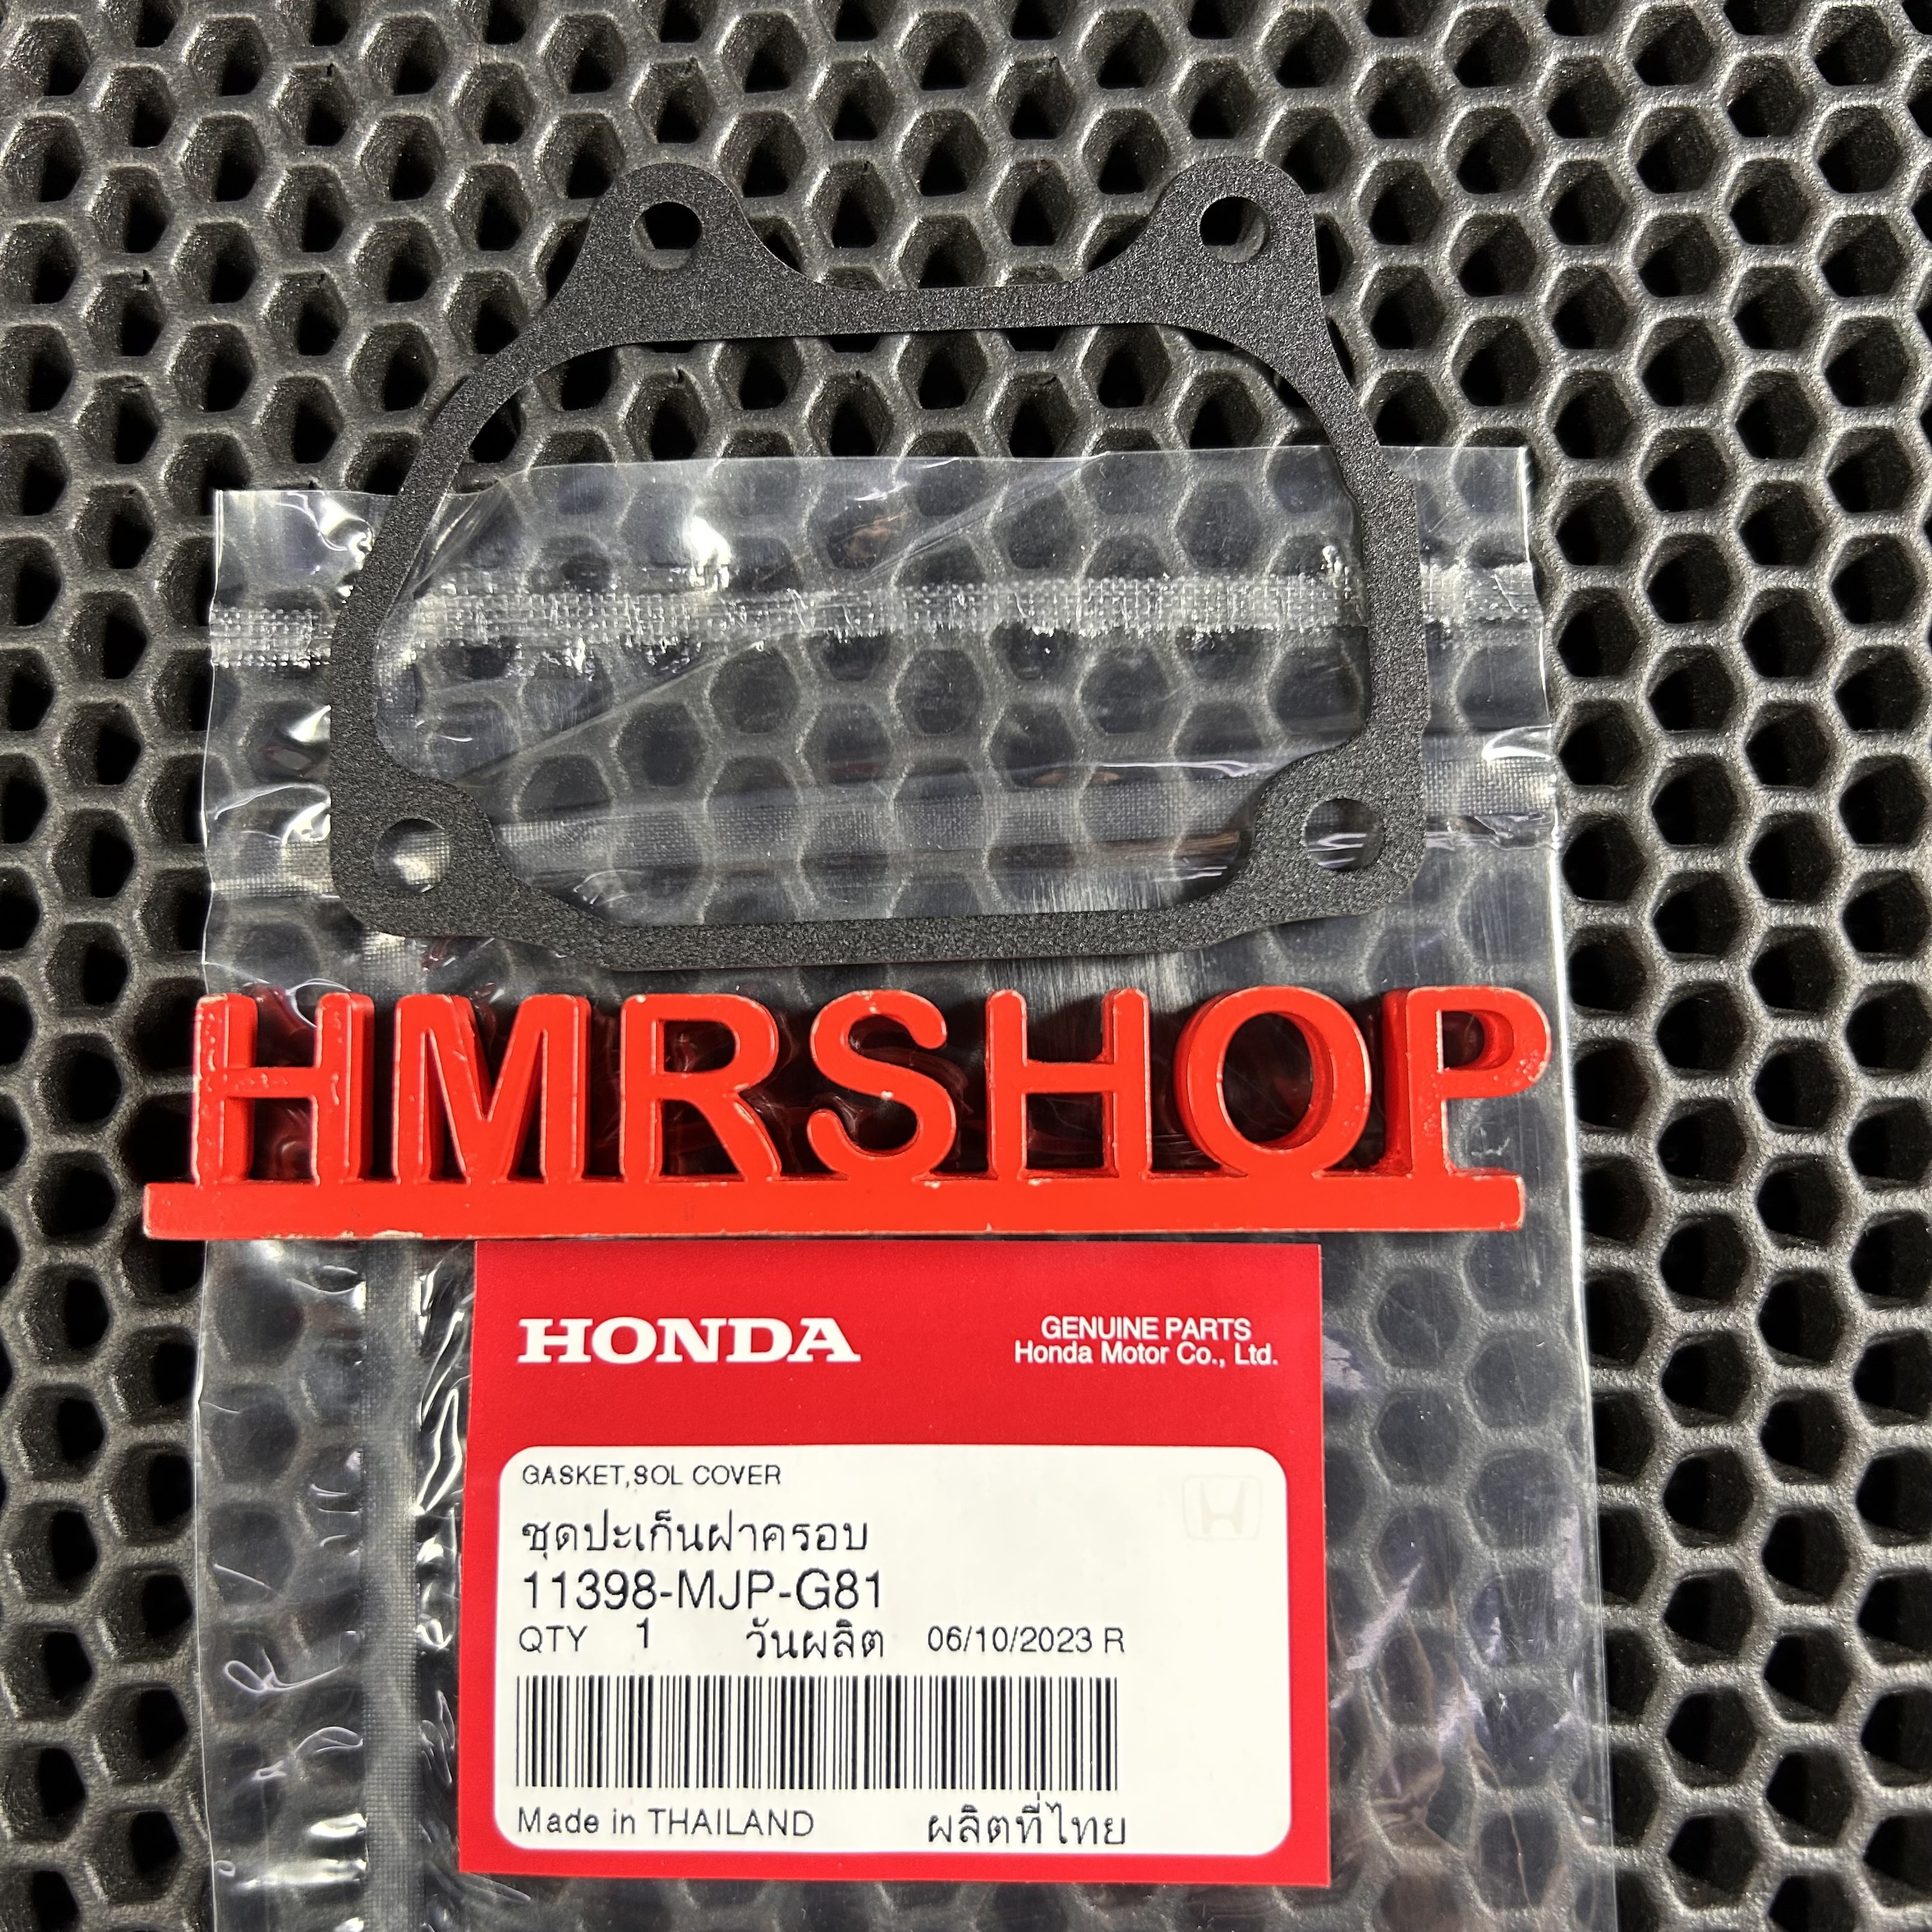 HMRSHOP
HONDA
GENUINE PARTS
Honda Motor Co., Ltd.
GASKET,SOL COVER
ชุดปะเก็นฝาครอบ
11398-MJP-G81
QTY 1 วันผลิต 06/10/2023 R
Made in THAILAND ผลิตที่ไทย